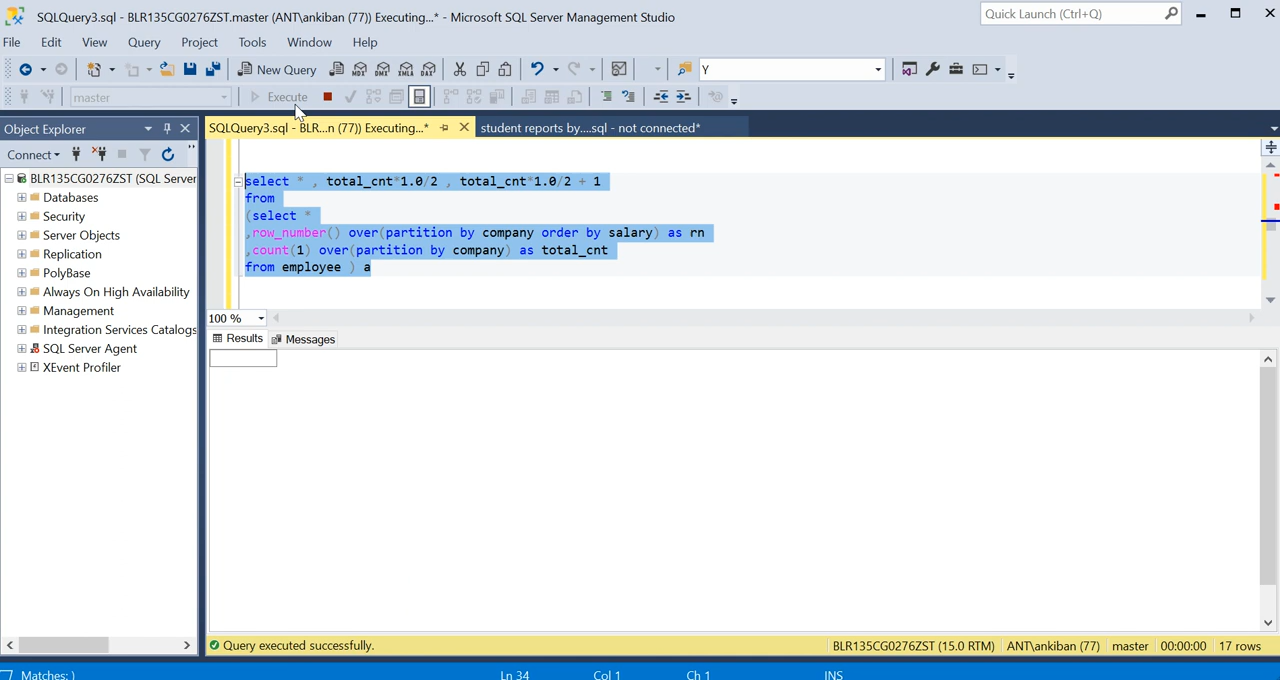 SQLQuery3.sql - BLR135CG0276ZST.master (ANT\ankiban (77)) Executing...* - Microsoft SQL Server Management Studio
Quick Launch (Ctrl+Q)
File Edit View Query Project Tools Window Help
New Query MDX DMX XMLA DAX Y
master Execute
Object Explorer
SQLQuery3.sql - BLR...n (77)) Executing...*
student reports by....sql - not connected*
Connect
BLR135CG0276ZST (SQL Server
Databases
Security
Server Objects
Replication
PolyBase
Always On High Availability
Management
Integration Services Catalogs
SQL Server Agent
XEvent Profiler
select * , total_cnt*1.0/2 , total_cnt*1.0/2 + 1
from
(select *
,row_number() over(partition by company order by salary) as rn
,count(1) over(partition by company) as total_cnt
from employee ) a
100 %
Results Messages
Query executed successfully.
BLR135CG0276ZST (15.0 RTM) ANT\ankiban (77) master 00:00:00 17 rows
Matches: ) Ln 34 Col 1 Ch 1 INS